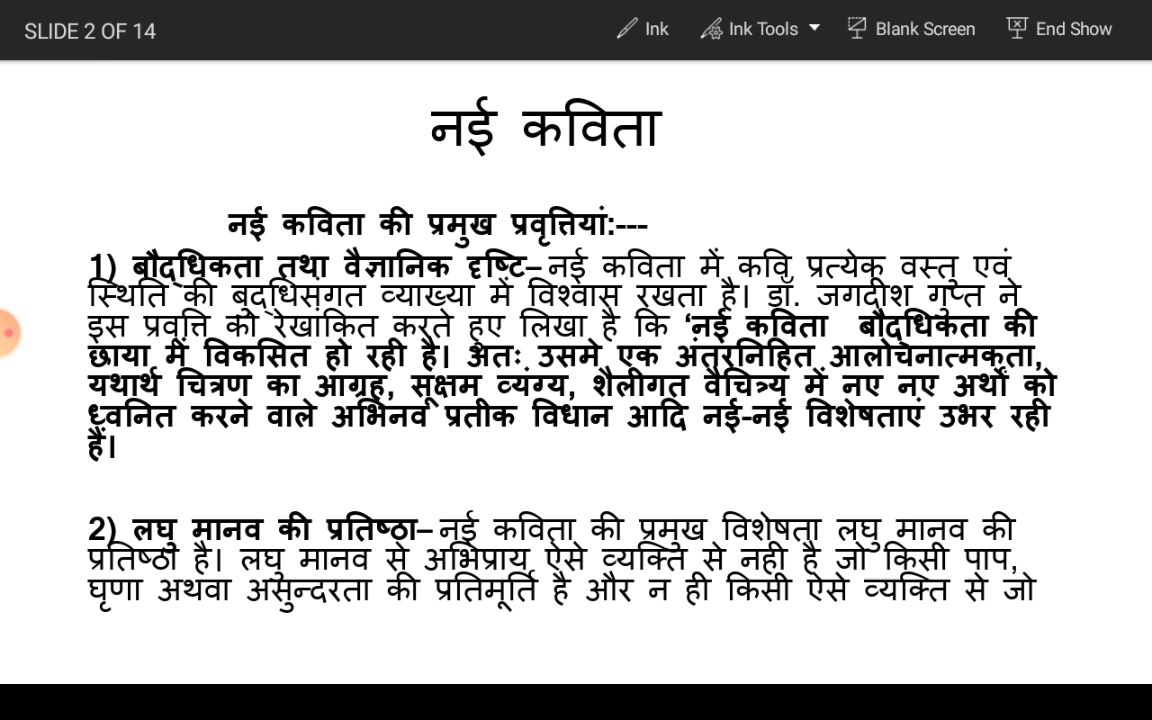 SLIDE 2 OF 14
Ink
Ink Tools
Blank Screen
End Show
नई कविता
नई कविता की प्रमुख प्रवृत्तियां:---
1) बौद्धिकता तथा वैज्ञानिक दृष्टि– नई कविता में कवि प्रत्येक वस्तु एवं
स्थिति की बुद्धिसंगत व्याख्या में विश्वास रखता है। डॉ. जगदीश गुप्त ने
इस प्रवृत्ति को रेखांकित करते हुए लिखा है कि ‘नई कविता बौद्धिकता की
छाया में विकसित हो रही है। अतः उसमे एक अंतरनिहित आलोचनात्मकता,
यथार्थ चित्रण का आग्रह, सूक्षम व्यंग्य, शैलीगत वैचित्र्य में नए नए अर्थों को
ध्वनित करने वाले अभिनव प्रतीक विधान आदि नई-नई विशेषताएं उभर रही
हैं।
2) लघु मानव की प्रतिष्ठा– नई कविता की प्रमुख विशेषता लघु मानव की
प्रतिष्ठा है। लघु मानव से अभिप्राय ऐसे व्यक्ति से नही है जो किसी पाप,
घृणा अथवा असुन्दरता की प्रतिमूर्ति है और न ही किसी ऐसे व्यक्ति से जो